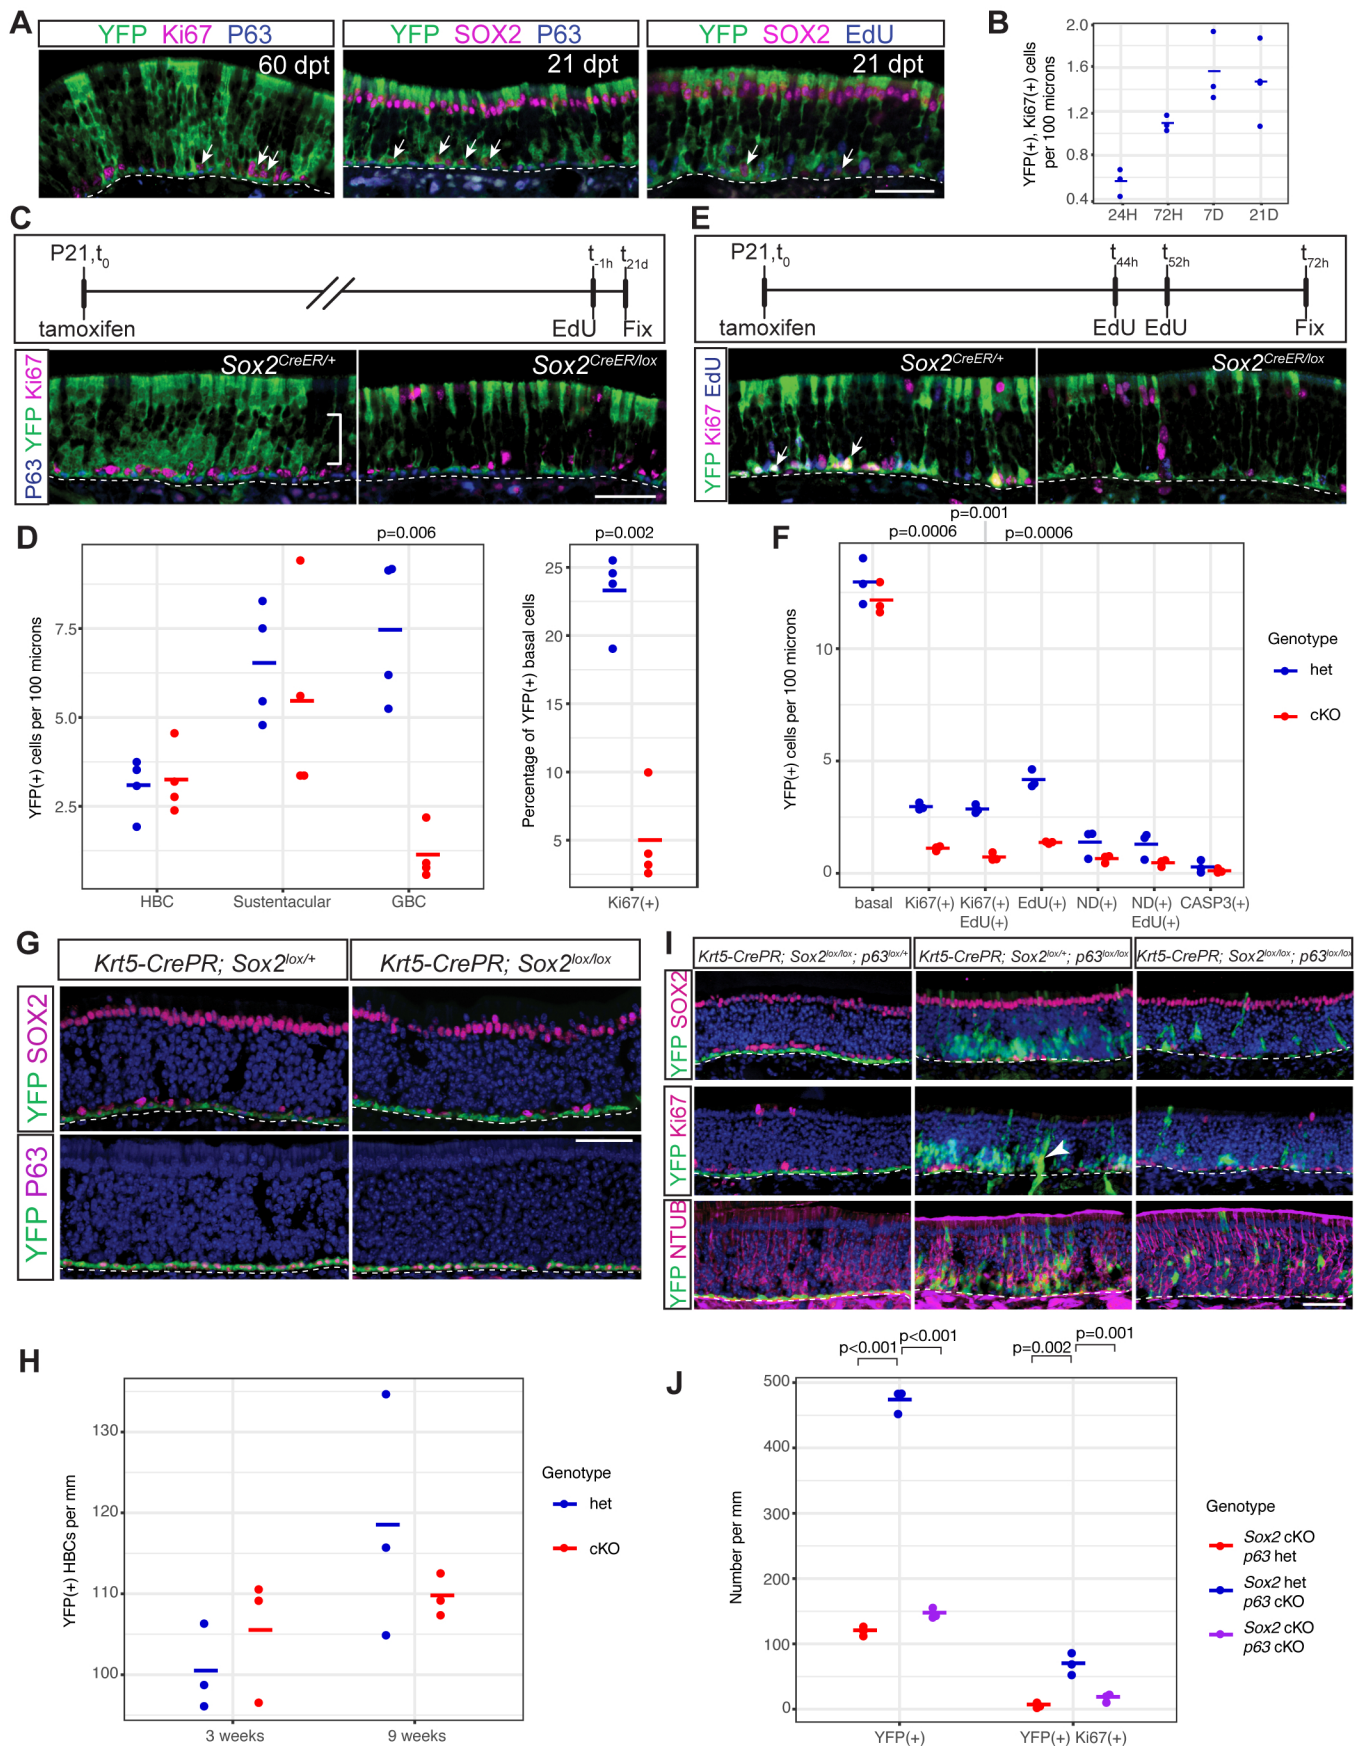 A
YFP Ki67 P63
YFP SOX2 P63
YFP SOX2 EdU
60 dpt
21 dpt
21 dpt
B
YFP(+), Ki67(+) cells
per 100 microns
2.0
1.6
1.2
0.8
0.4
24H 72H 7D 21D
C
P21,t0
t-1h t21d
tamoxifen
EdU Fix
P63 YFP Ki67
Sox2CreER/+
Sox2CreER/lox
E
P21,t0
t44h t52h t72h
tamoxifen
EdU EdU Fix
YFP Ki67 EdU
Sox2CreER/+
Sox2CreER/lox
D
YFP(+) cells per 100 microns
7.5
5.0
2.5
p=0.006
HBC Sustentacular GBC
Percentage of YFP(+) basal cells
p=0.002
25
20
15
10
5
Ki67(+)
F
p=0.001
p=0.0006 p=0.0006
YFP(+) cells per 100 microns
10
5
0
basal Ki67(+) Ki67(+) EdU(+) ND(+) ND(+) CASP3(+)
EdU(+) EdU(+)
Genotype
het
cKO
G
Krt5-CrePR; Sox2lox/+
Krt5-CrePR; Sox2lox/lox
YFP SOX2
YFP P63
I
Krt5-CrePR; Sox2lox/lox; p63lox/+
Krt5-CrePR; Sox2lox/+; p63lox/lox
Krt5-CrePR; Sox2lox/lox; p63lox/lox
YFP SOX2
YFP Ki67
YFP NTUB
H
YFP(+) HBCs per mm
130
120
110
100
3 weeks 9 weeks
Genotype
het
cKO
J
p<0.001 p<0.001
p=0.002 p=0.001
Number per mm
500
400
300
200
100
0
YFP(+) YFP(+) Ki67(+)
Genotype
Sox2 cKO
p63 het
Sox2 het
p63 cKO
Sox2 cKO
p63 cKO